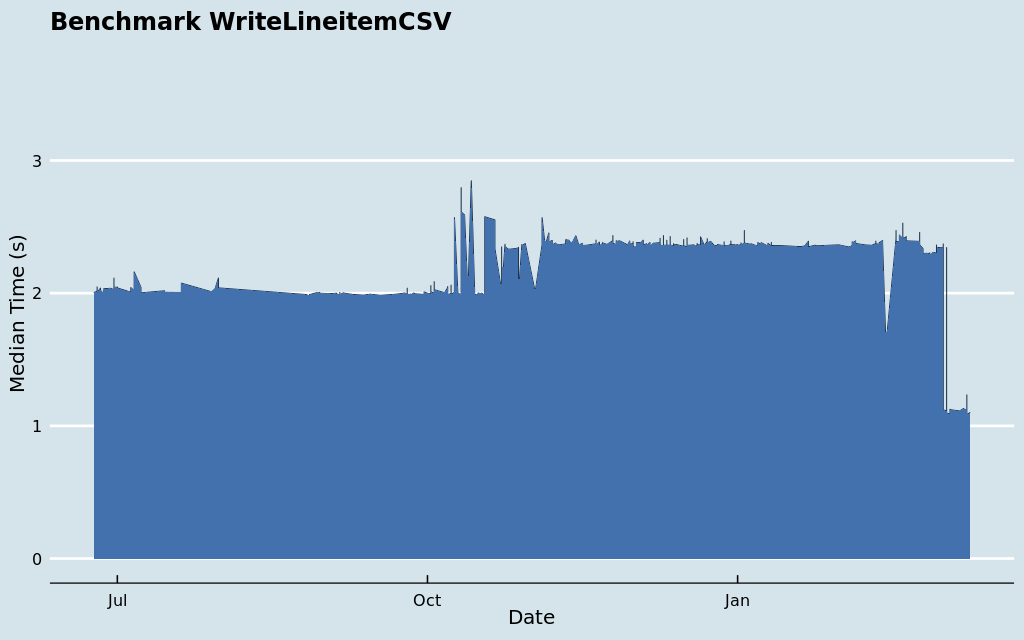 Benchmark WriteLineitemCSV
3
2
1
0
Median Time (s)
Jul Oct Jan
Date